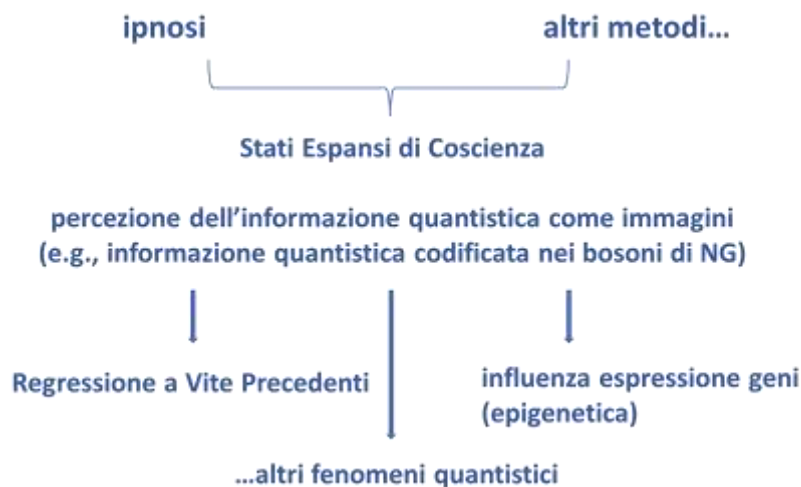 ipnosi
altri metodi...
Stati Espansi di Coscienza
percezione dell'informazione quantistica come immagini
(e.g., informazione quantistica codificata nei bosoni di NG)
Regressione a Vite Precedenti
influenza espressione geni
(epigenetica)
...altri fenomeni quantistici